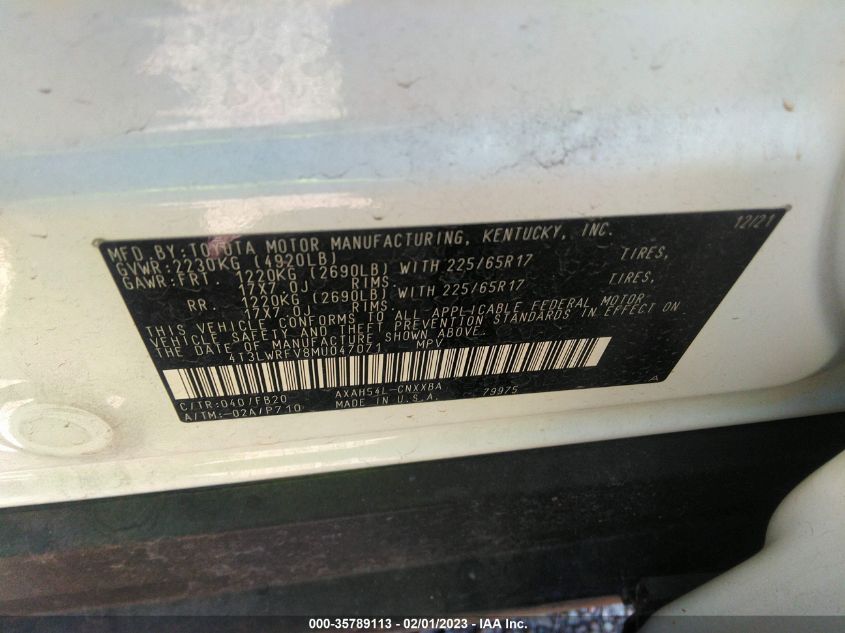 12/21
MFD BY:TOYOTA MOTOR MANUFACTURING, KENTUCKY, INC.
GVWR:2230KG (4920LB)
GAWR:FRT. 1220KG (2690LB) WITH 225/65R17 TIRES,
17X7.0J RIMS.
RR. 1220KG (2690LB) WITH 225/65R17 TIRES,
17X7.0J RIMS.
THIS VEHICLE CONFORMS TO ALL APPLICABLE FEDERAL MOTOR
VEHICLE SAFETY AND THEFT PREVENTION STANDARDS IN EFFECT ON
THE DATE OF MANUFACTURE SHOWN ABOVE.
4T3LWRFV8MU047071 MPV
C/TR:040/FB20 AXAH54L-CNXXBA 79975
A/TM:-02A/P710 MADE IN U.S.A.
000-35789113 - 02/01/2023 - IAA Inc.